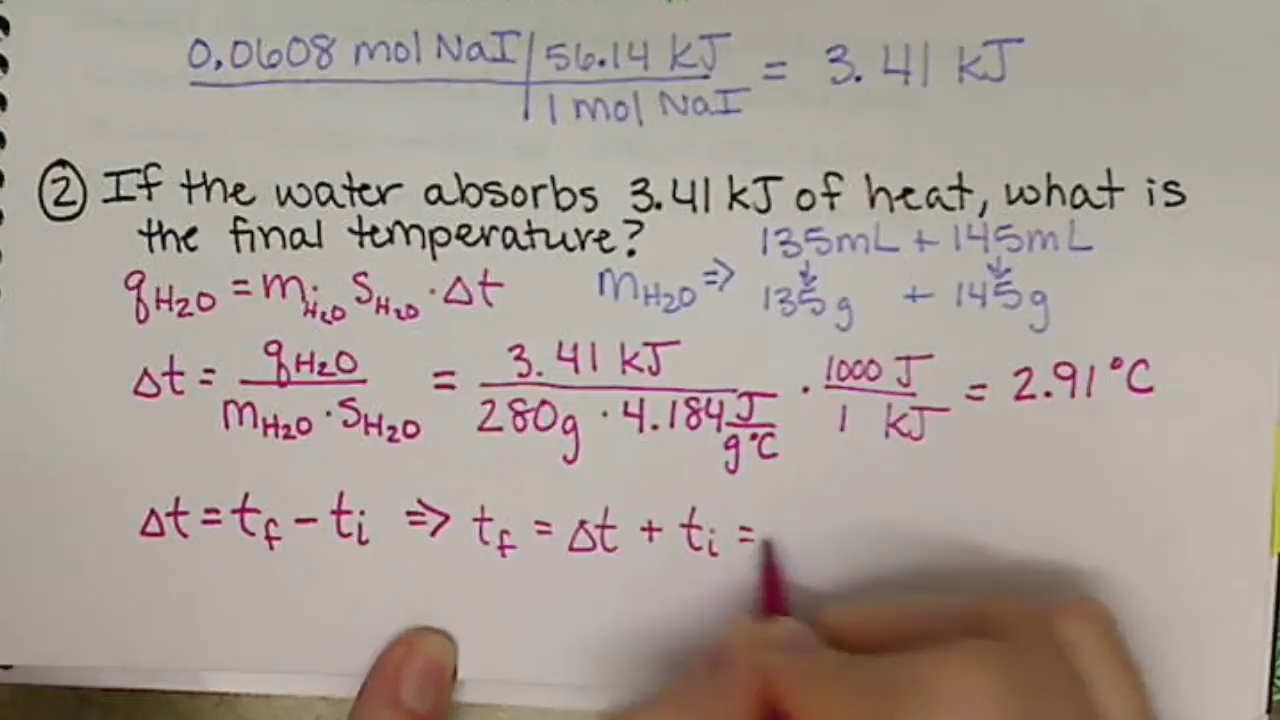 0.0608 mol NaI | 56.14 kJ = 3.41 kJ
1 mol NaI
② If the water absorbs 3.41 kJ of heat, what is
the final temperature?
135mL + 145mL
qH2O = mH2O SH2O · Δt
mH2O ⇒ 135g + 145g
Δt = qH2O / mH2O · SH2O = 3.41 kJ / 280g · 4.184 J/g°C · 1000 J / 1 kJ = 2.91 °C
Δt = tf − ti ⇒ tf = Δt + ti =